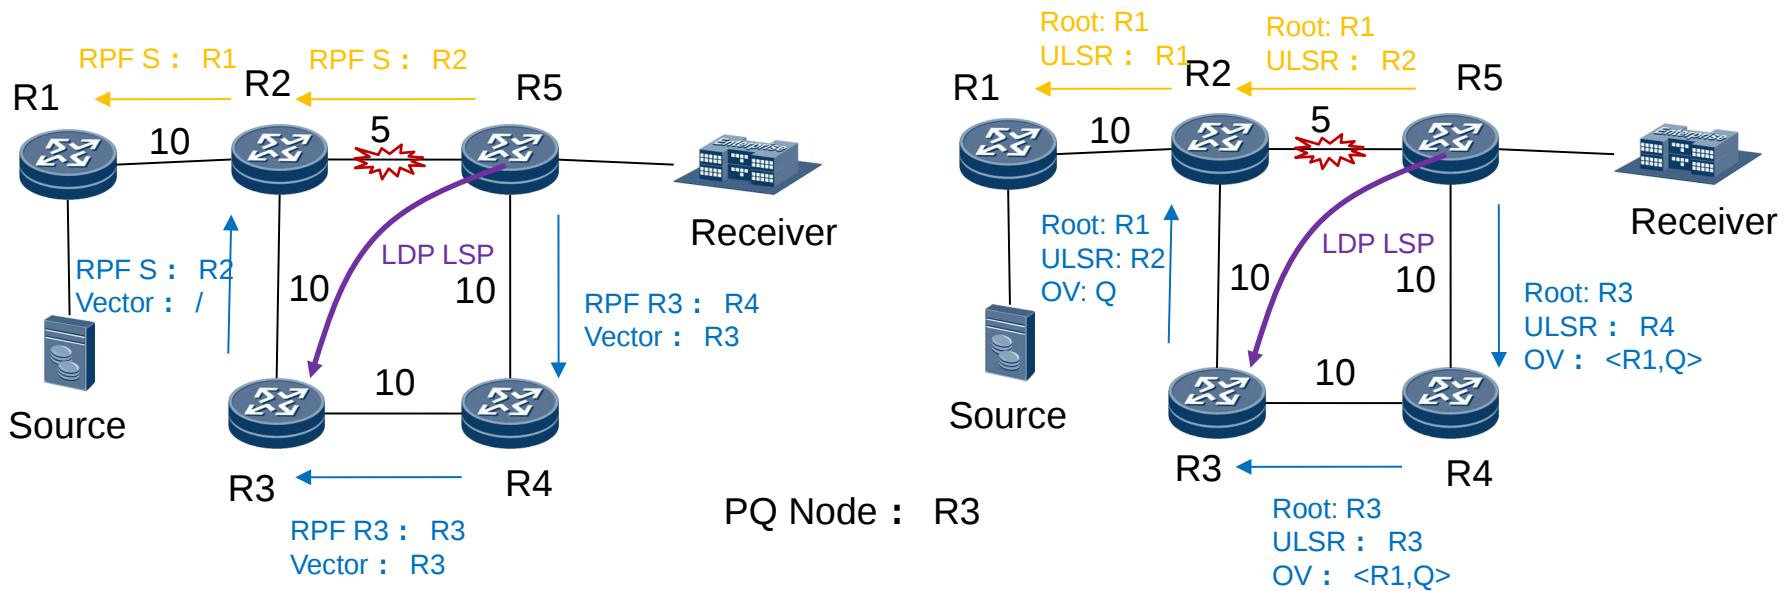 RPF S： R1
RPF S： R2
R1
R2
R5
10
5
Enterprise
Receiver
LDP LSP
RPF S： R2
Vector： /
10
10
RPF R3： R4
Vector： R3
10
Source
R3
R4
RPF R3： R3
Vector： R3
PQ Node： R3
Root: R1
ULSR： R1
Root: R1
ULSR： R2
R1
R2
R5
10
5
Enterprise
Receiver
Root: R1
ULSR: R2
OV: Q
LDP LSP
10
10
Root: R3
ULSR： R4
OV： <R1,Q>
10
Source
R3
R4
Root: R3
ULSR： R3
OV： <R1,Q>